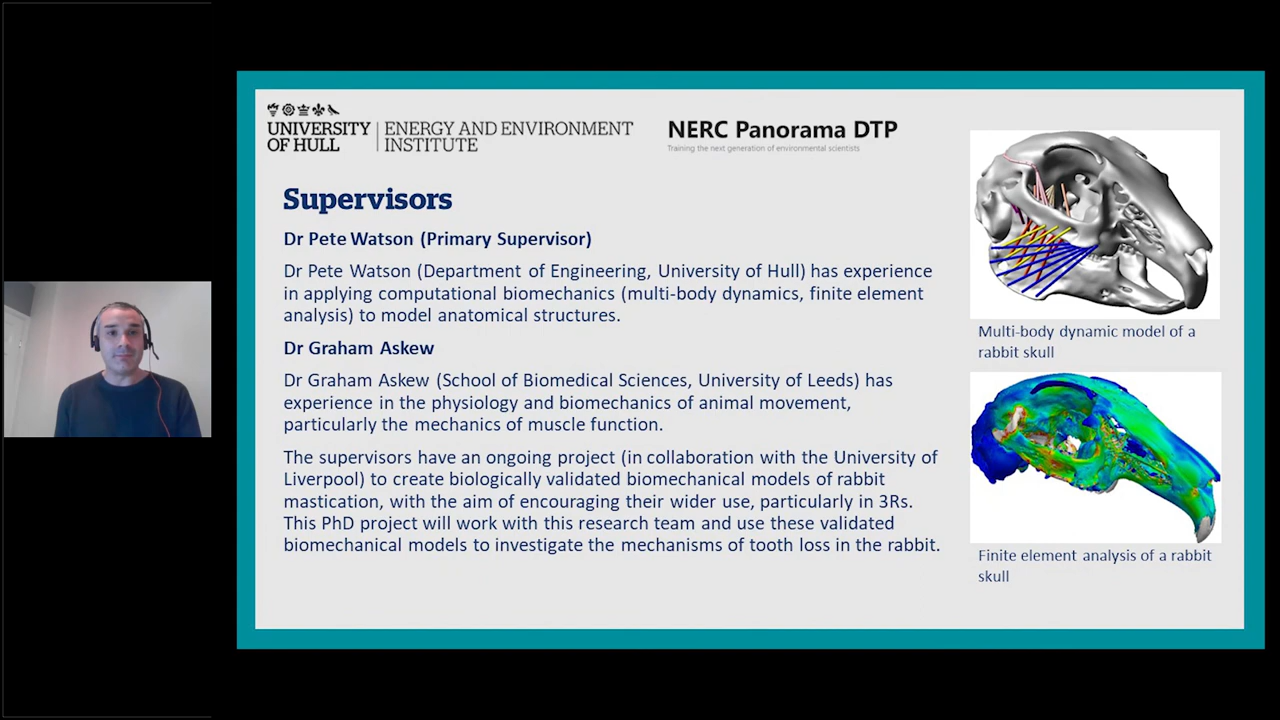 UNIVERSITY OF HULL
ENERGY AND ENVIRONMENT INSTITUTE
NERC Panorama DTP
Training the next generation of environmental scientists
Supervisors
Dr Pete Watson (Primary Supervisor)
Dr Pete Watson (Department of Engineering, University of Hull) has experience
in applying computational biomechanics (multi-body dynamics, finite element
analysis) to model anatomical structures.
Dr Graham Askew
Dr Graham Askew (School of Biomedical Sciences, University of Leeds) has
experience in the physiology and biomechanics of animal movement,
particularly the mechanics of muscle function.
The supervisors have an ongoing project (in collaboration with the University of
Liverpool) to create biologically validated biomechanical models of rabbit
mastication, with the aim of encouraging their wider use, particularly in 3Rs.
This PhD project will work with this research team and use these validated
biomechanical models to investigate the mechanisms of tooth loss in the rabbit.
Multi-body dynamic model of a
rabbit skull
Finite element analysis of a rabbit
skull